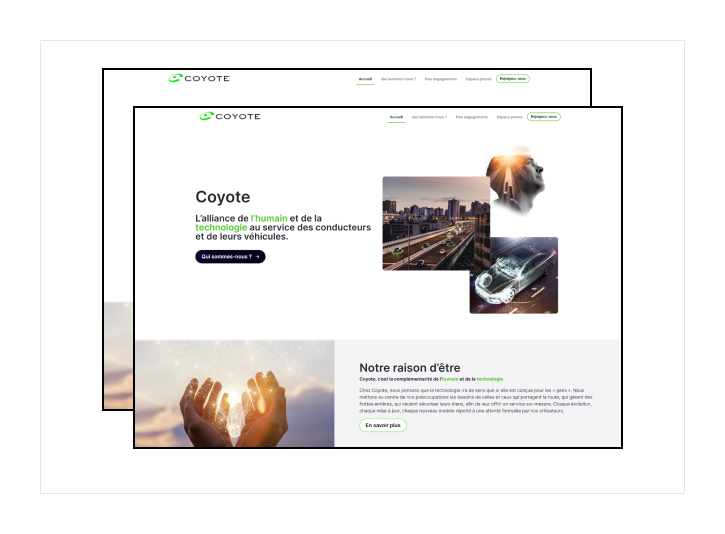 COYOTE
Accueil Qui sommes-nous ? Nos engagements Espace presse Rejoignez-nous
COYOTE
Accueil Qui sommes-nous ? Nos engagements Espace presse Rejoignez-nous
Coyote
L'alliance de l'humain et de la
technologie au service des conducteurs
et de leurs véhicules.
Qui sommes-nous ? →
Notre raison d'être
Coyote, c'est la complémentarité de l'humain et de la technologie
Chez Coyote, nous pensons que la technologie n'a de sens que si elle est conçue pour les « gens ». Nous
mettons au centre de nos préoccupations les besoins de celles et ceux qui partagent la route, qui gèrent des
flottes entières, qui veulent sécuriser leurs biens, afin de leur offrir un service sur-mesure. Chaque évolution,
chaque mise à jour, chaque nouveau modèle répond à une attente formulée par nos utilisateurs.
En savoir plus